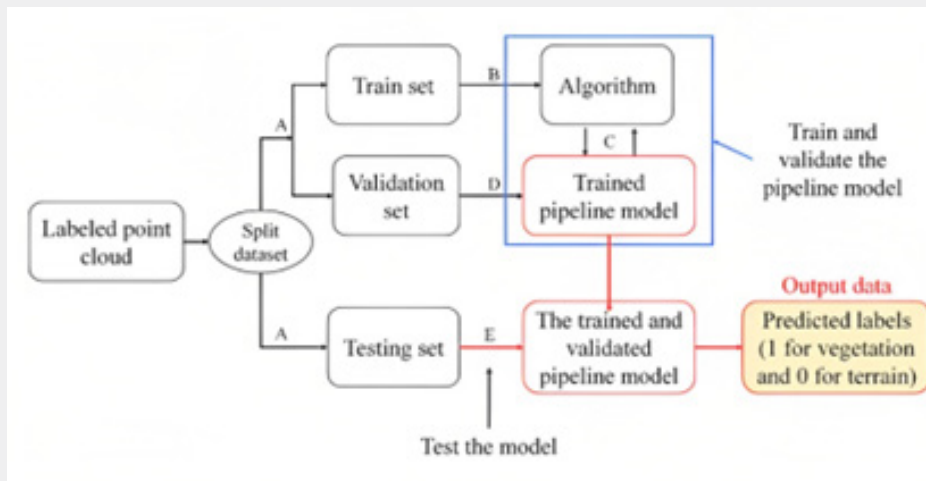 Train set
B
Algorithm
A
C
Train and
validate the
pipeline model
Validation
set
D
Trained
pipeline model
Labeled point
cloud
Split
dataset
Output data
A
Testing set
E
The trained and
validated
pipeline model
Predicted labels
(1 for vegetation
and 0 for terrain)
Test the model